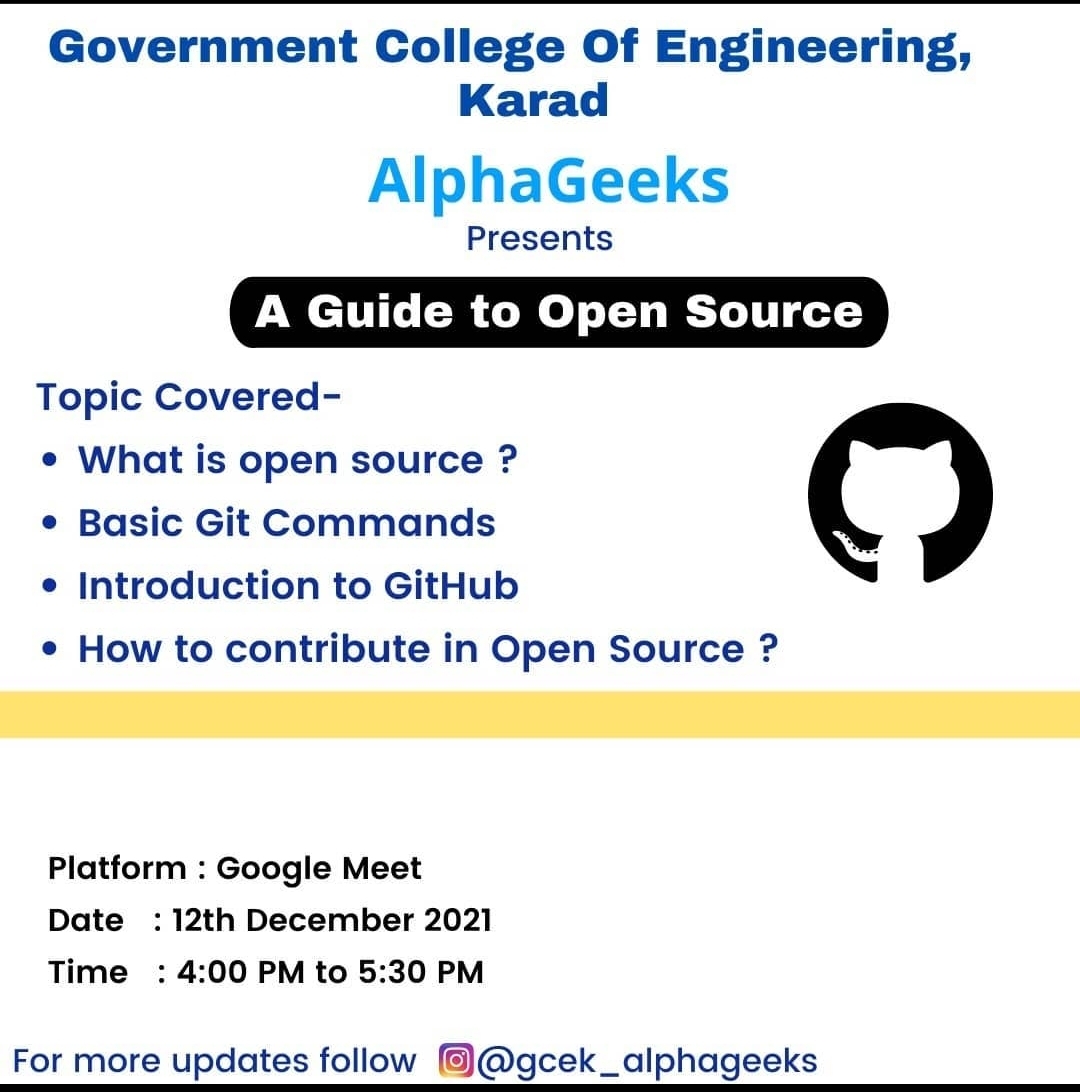 Government College Of Engineering,
Karad
AlphaGeeks
Presents
A Guide to Open Source
Topic Covered-
• What is open source ?
• Basic Git Commands
• Introduction to GitHub
• How to contribute in Open Source ?
Platform : Google Meet
Date : 12th December 2021
Time : 4:00 PM to 5:30 PM
For more updates follow @gcek_alphageeks